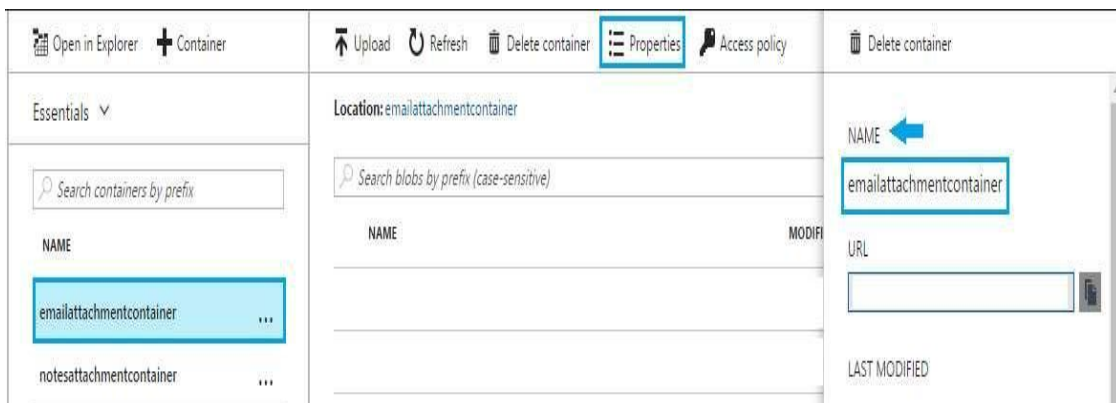 Open in Explorer Container
Essentials
Search containers by prefix
NAME
emailattachmentcontainer ...
notesattachmentcontainer ...
Upload Refresh Delete container Properties Access policy
Location: emailattachmentcontainer
Search blobs by prefix (case-sensitive)
NAME MODIFI
Delete container
NAME
emailattachmentcontainer
URL
LAST MODIFIED